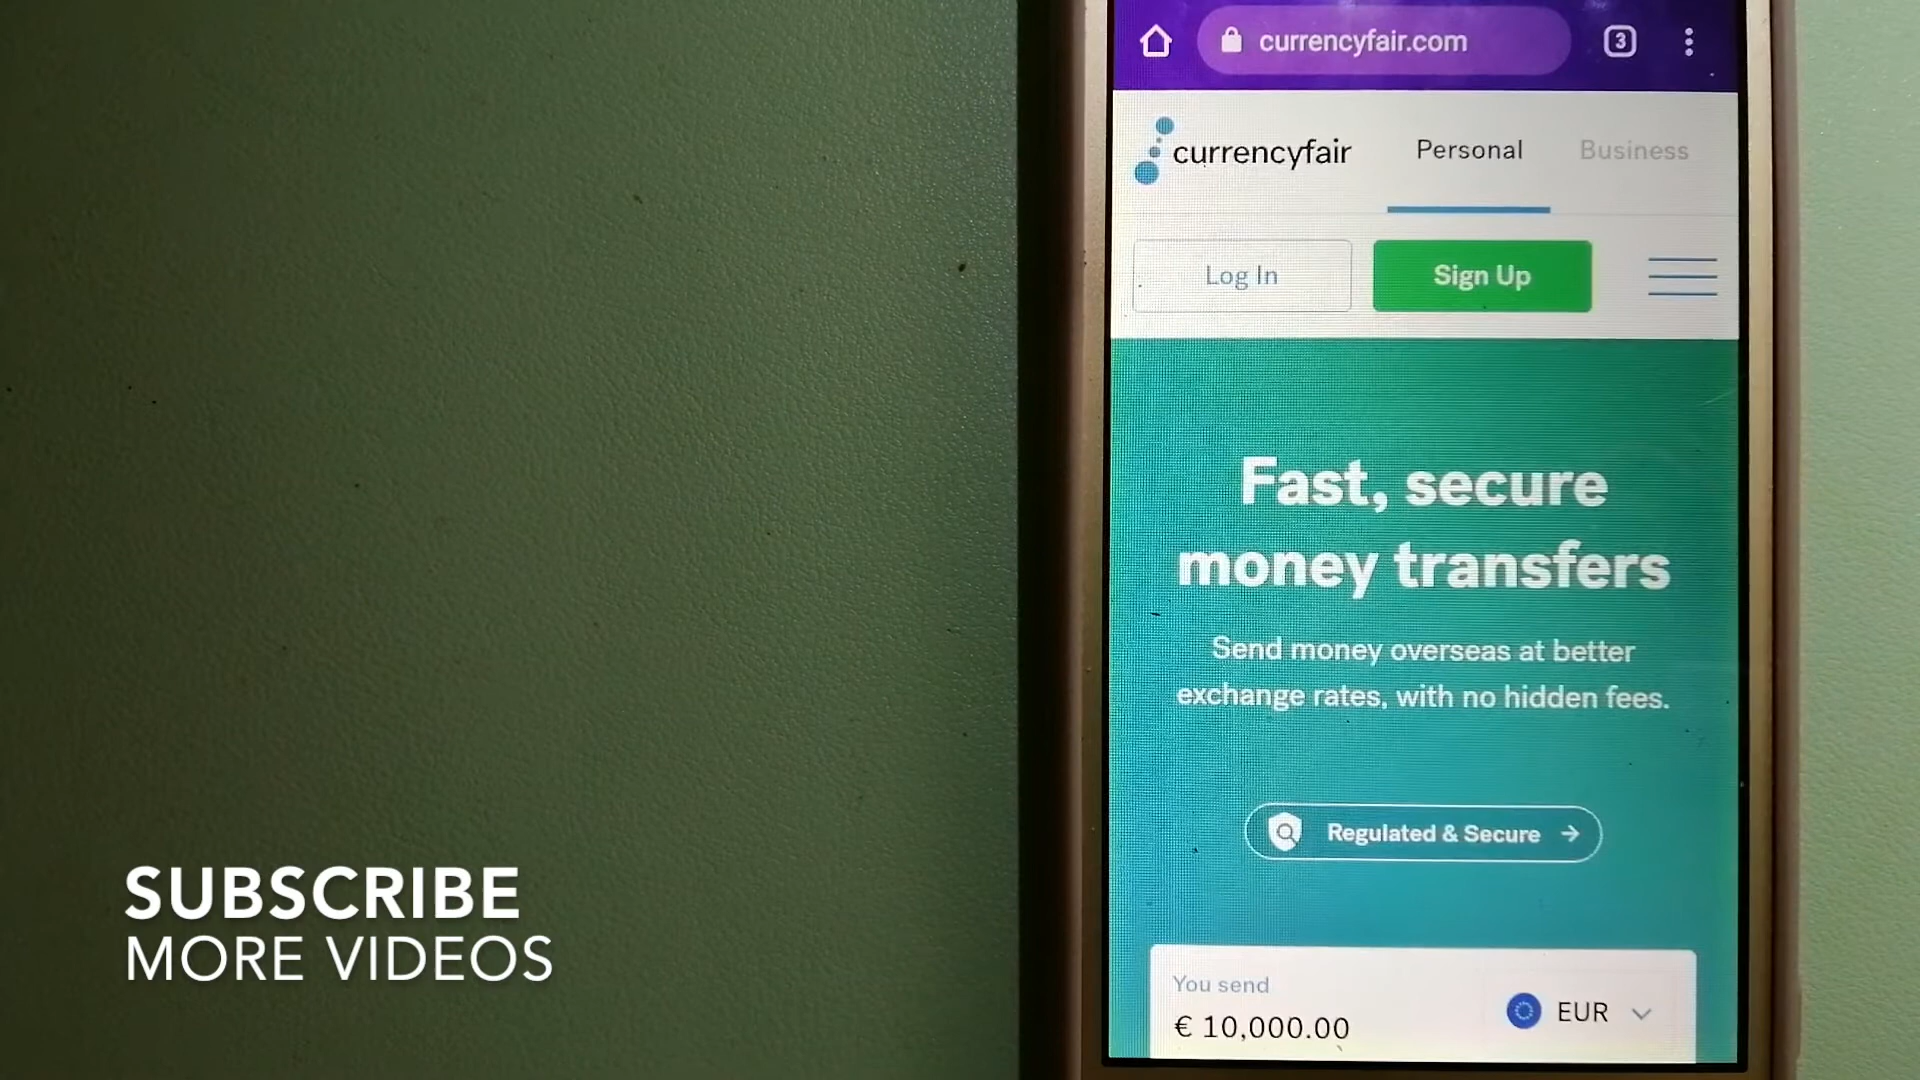 currencyfair.com
3
currencyfair
Personal
Business
Log In
Sign Up
Fast, secure
money transfers
Send money overseas at better
exchange rates, with no hidden fees.
Regulated & Secure →
You send
€ 10,000.00
EUR
SUBSCRIBE
MORE VIDEOS